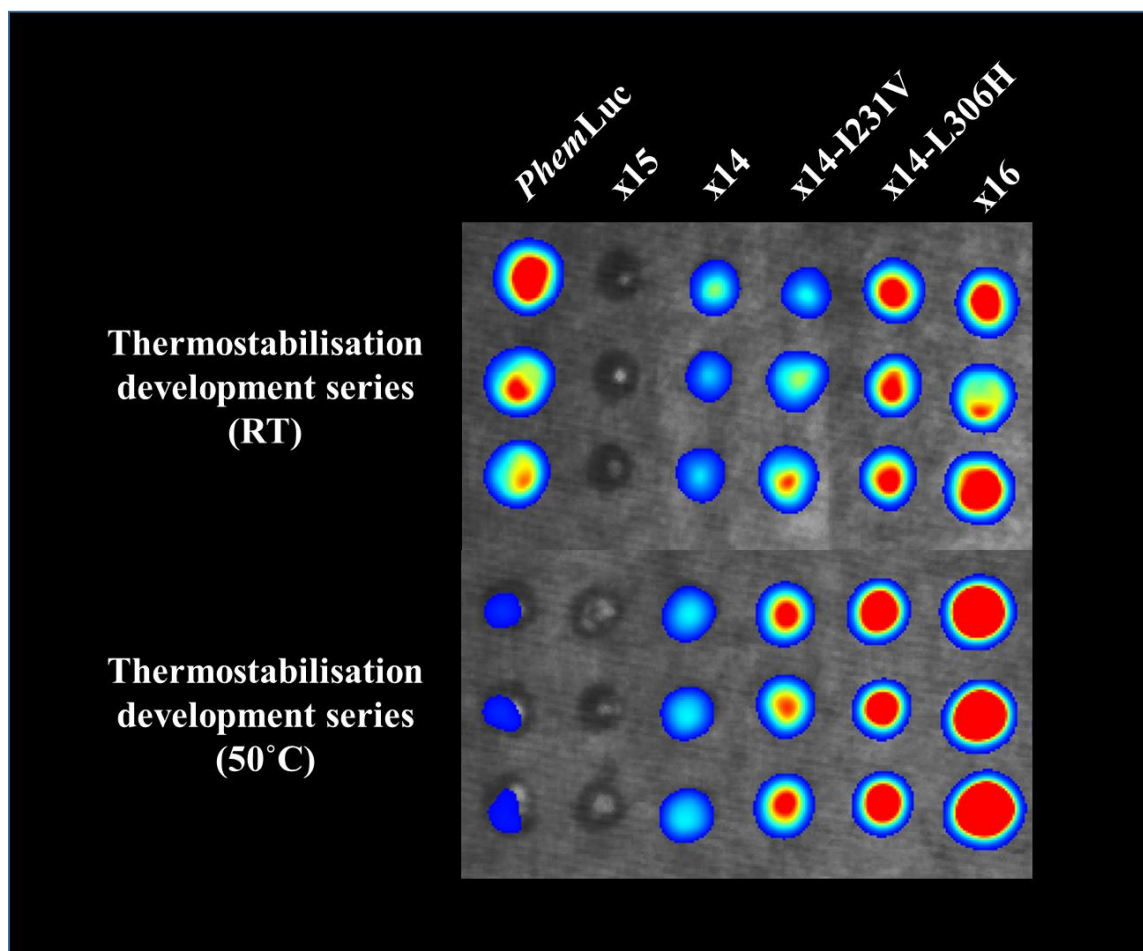 PhemLuc
x15
x14
x14-I231V
x14-L306H
x16
Thermostabilisation
development series
(RT)
Thermostabilisation
development series
(50˚C)